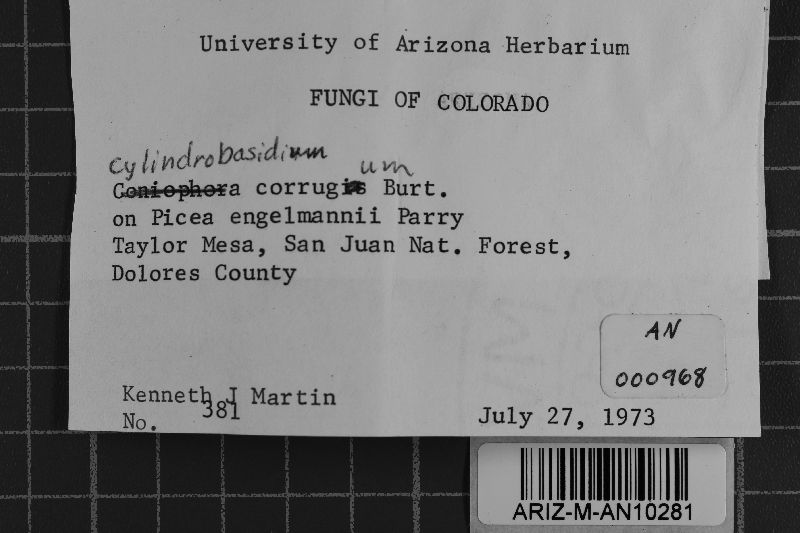 University of Arizona Herbarium
FUNGI OF COLORADO
Cylindrobasidium um
Coniophora corrugis Burt.
on Picea engelmannii Parry
Taylor Mesa, San Juan Nat. Forest,
Dolores County
AN
000968
Kenneth J Martin
No. 381
July 27, 1973
ARIZ-M-AN10281